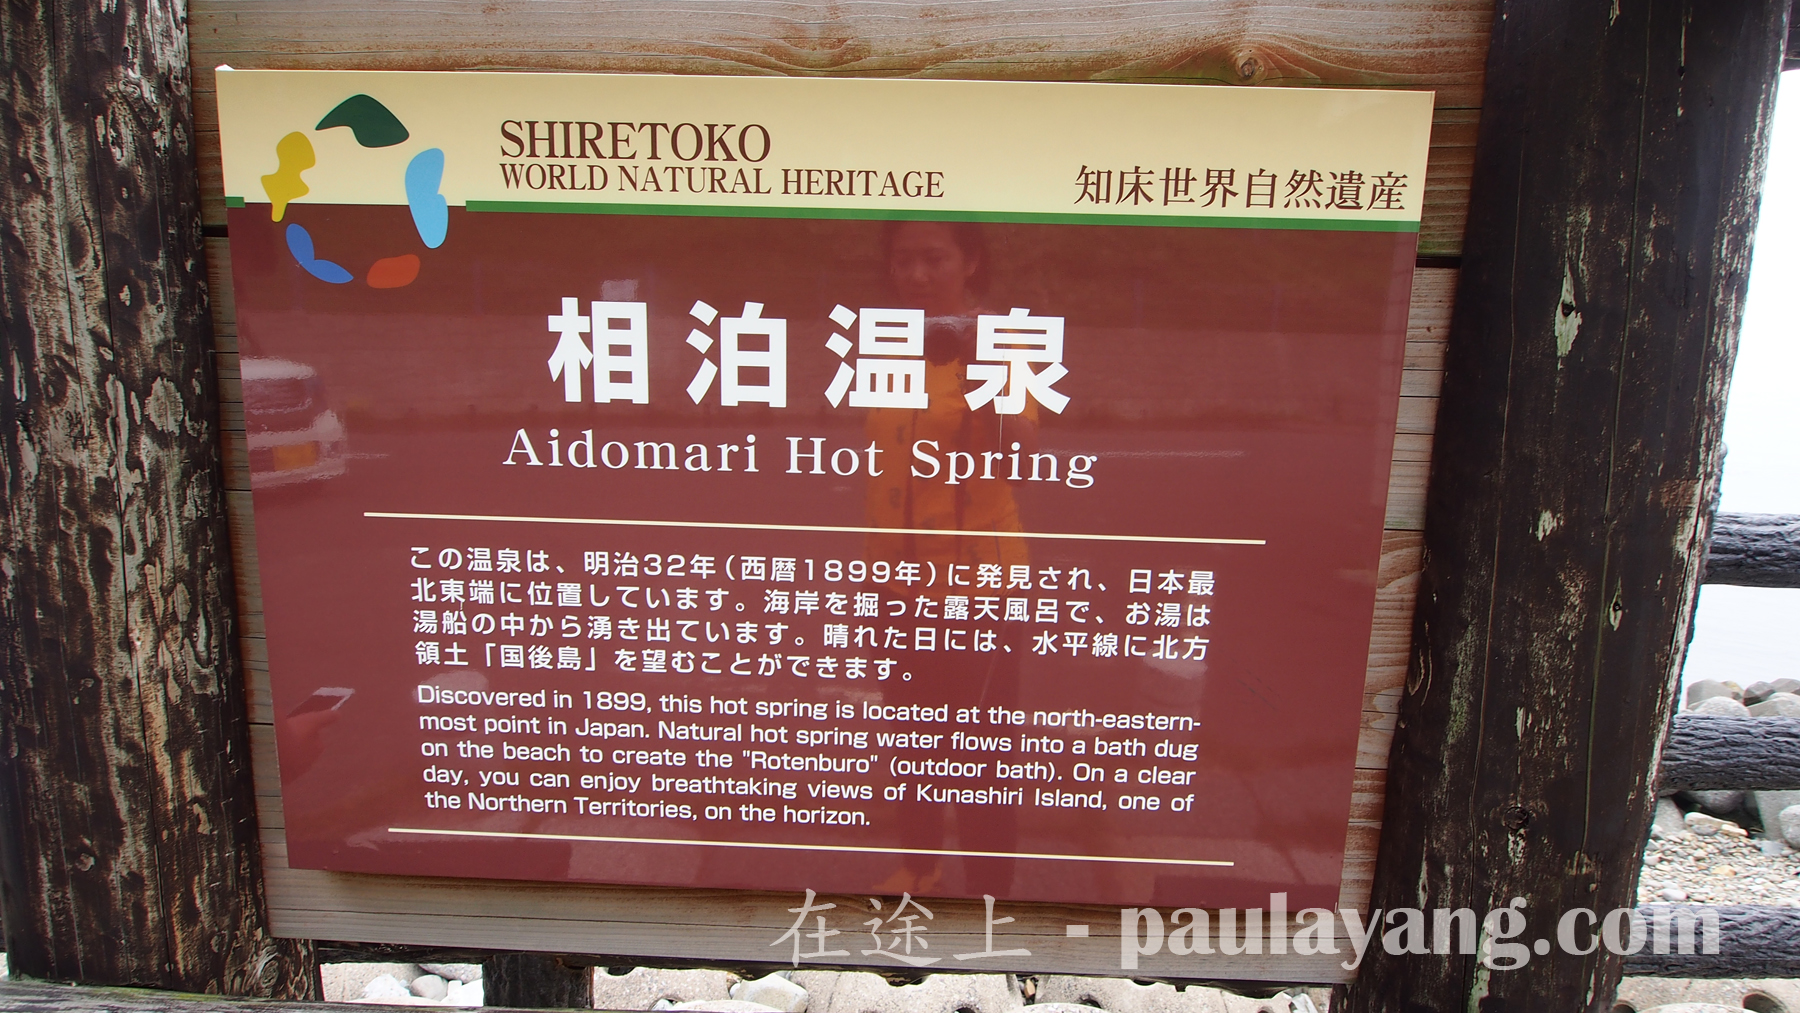 SHIRETOKO
WORLD NATURAL HERITAGE
知床世界自然遺産
相泊温泉
Aidomari Hot Spring
この温泉は、明治32年(西暦1899年)に発見され、日本最
北東端に位置しています。海岸を掘った露天風呂で、お湯は
湯船の中から湧き出ています。晴れた日には、水平線に北方
領土「国後島」を望むことができます。
Discovered in 1899, this hot spring is located at the north-eastern-
most point in Japan. Natural hot spring water flows into a bath dug
on the beach to create the "Rotenburo" (outdoor bath). On a clear
day, you can enjoy breathtaking views of Kunashiri Island, one of
the Northern Territories, on the horizon.
在途上 - paulayang.com